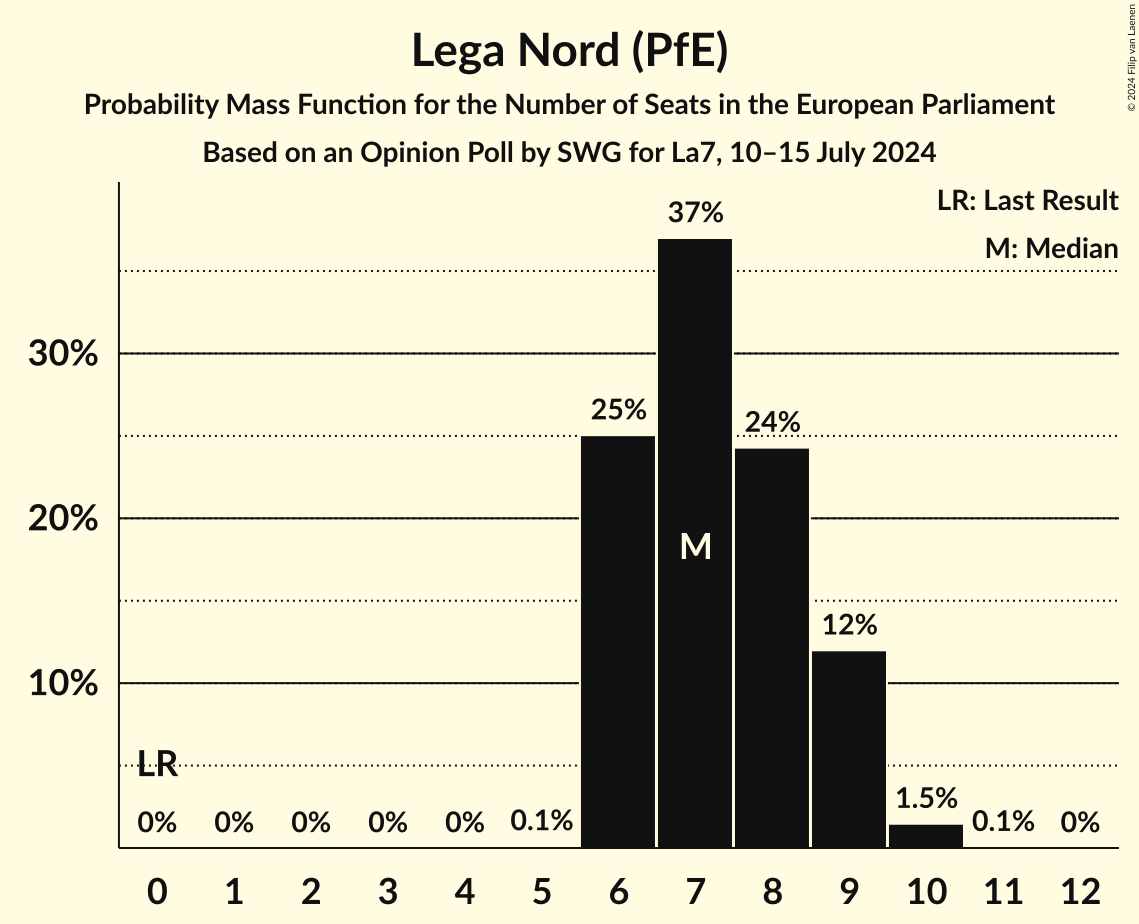 Lega Nord (PfE)
Probability Mass Function for the Number of Seats in the European Parliament
Based on an Opinion Poll by SWG for La7, 10–15 July 2024
© 2024 Filip van Laenen
LR: Last Result
M: Median
37%
30%
25%
24%
20%
M
12%
10%
LR
1.5%
0%
0%
0%
0%
0%
0.1%
0.1%
0%
0 1 2 3 4 5 6 7 8 9 10 11 12